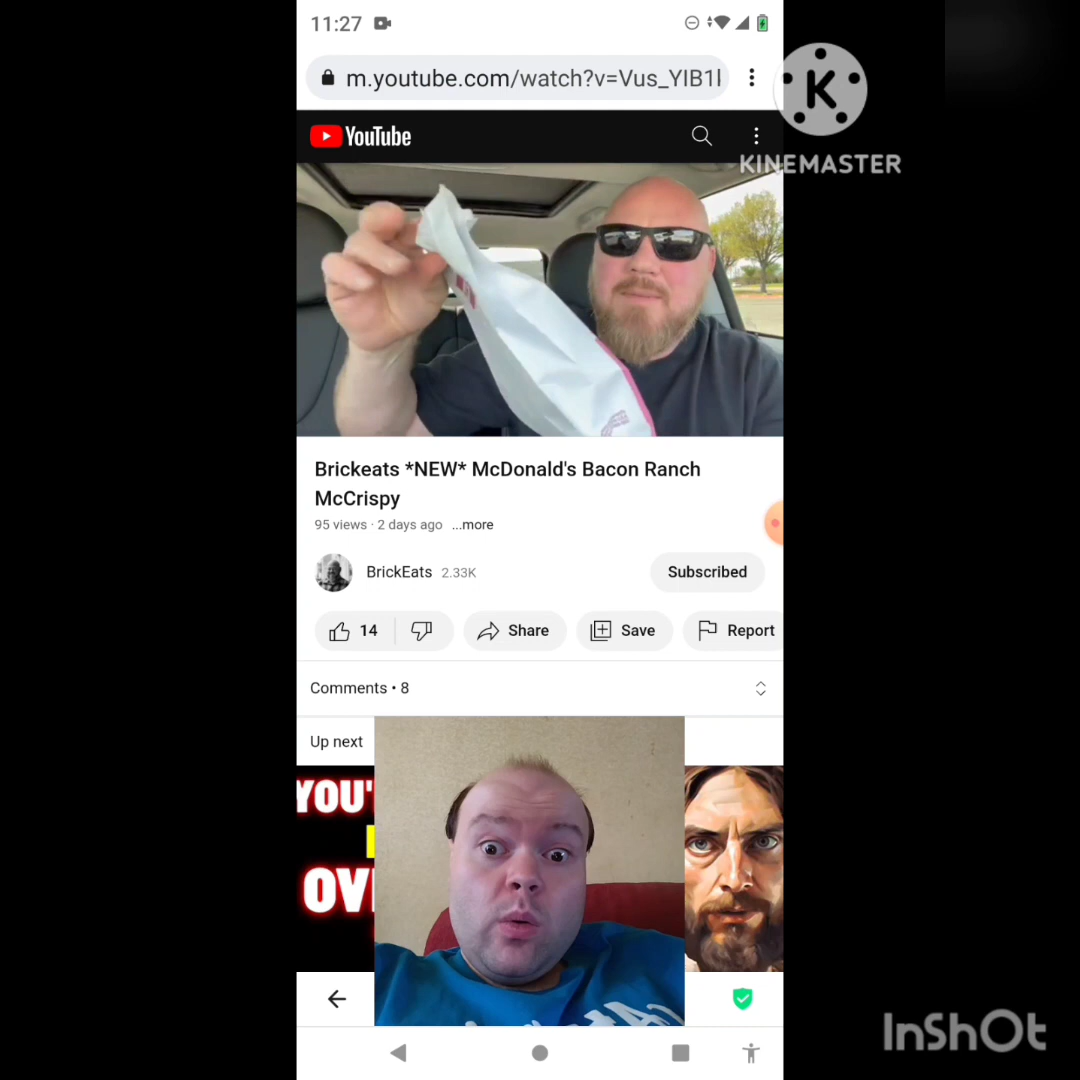 11:27
m.youtube.com/watch?v=Vus_YIB1
YouTube
K
KINEMASTER
Brickeats *NEW* McDonald's Bacon Ranch
McCrispy
95 views · 2 days ago ...more
BrickEats 2.33K
Subscribed
14
Share
Save
Report
Comments • 8
Up next
YOU'
OV
InShOt